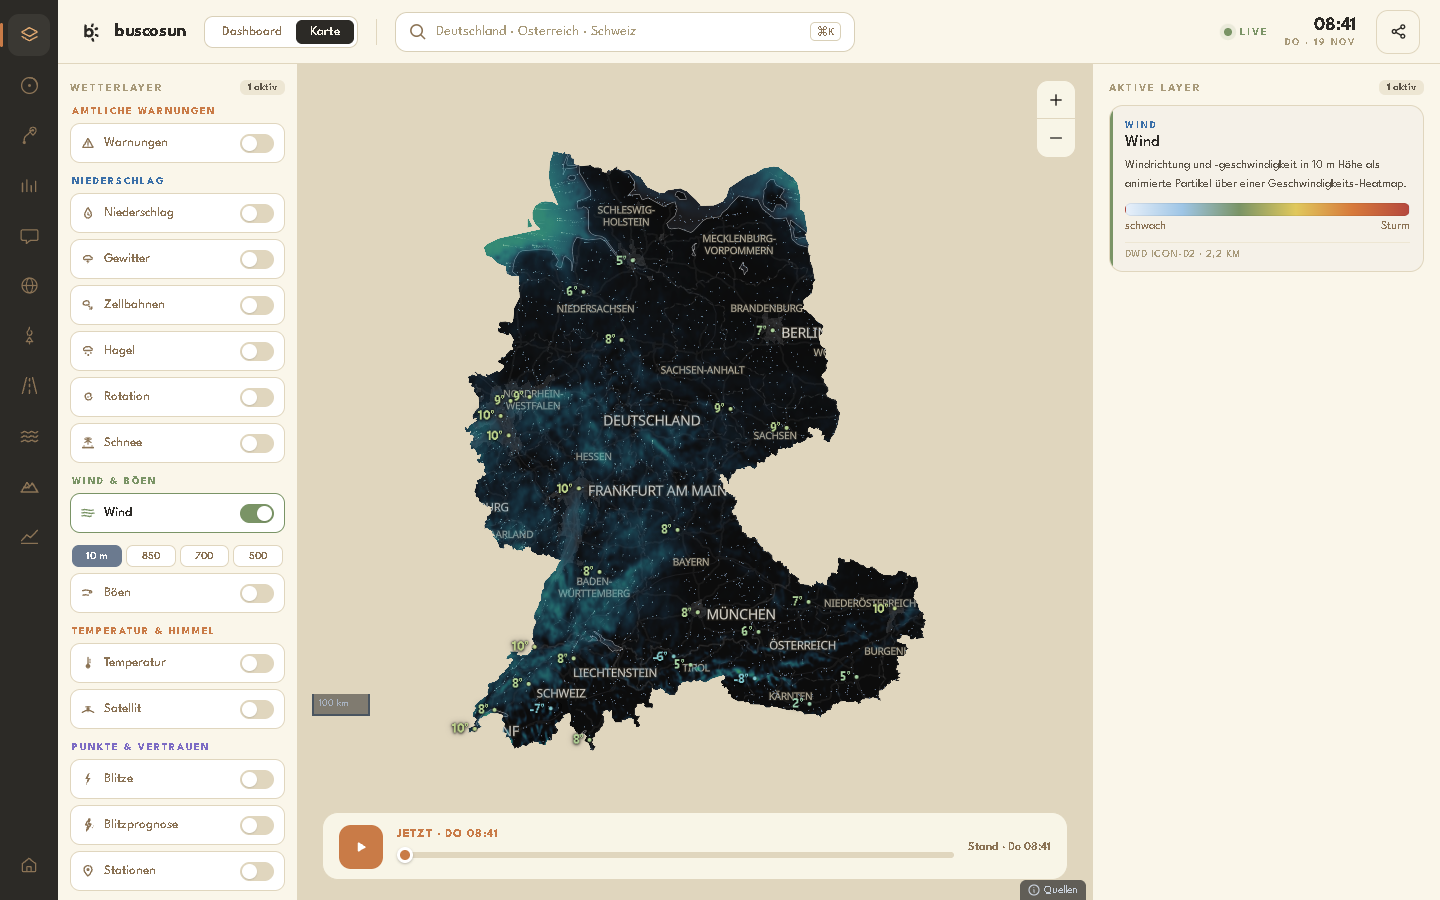 buscosun
Dashboard
Karte
Deutschland · Österreich · Schweiz
⌘K
LIVE
08:41
DO · 19 NOV
WETTERLAYER
1 aktiv
AMTLICHE WARNUNGEN
Warnungen
NIEDERSCHLAG
Niederschlag
Gewitter
Zellbahnen
Hagel
Rotation
Schnee
WIND & BÖEN
Wind
10 m
850
700
500
Böen
TEMPERATUR & HIMMEL
Temperatur
Satellit
PUNKTE & VERTRAUEN
Blitze
Blitzprognose
Stationen
SCHLESWIG-
HOLSTEIN
MECKLENBURG-
VORPOMMERN
5°
6°
NIEDERSACHSEN
BRANDENBURG
7°
BERLIN
8°
SACHSEN-ANHALT
NORDRHEIN-
WESTFALEN
9°
9°
10°
9°
DEUTSCHLAND
10°
9°
SACHSEN
HESSEN
10°
FRANKFURT AM MAIN
URG
8°
ARLAND
BAYERN
8°
BADEN-
WÜRTTEMBERG
7°
NIEDERÖSTERREICH
10°
8°
MÜNCHEN
6°
ÖSTERREICH
10°
BURGENL
8°
-6°
5°
TIROL
LIECHTENSTEIN
-8°
5°
8°
SCHWEIZ
KÄRNTEN
2°
8°
-7°
10°
8°
100 km
+
−
JETZT · DO 08:41
Stand · Do 08:41
Quellen
AKTIVE LAYER
1 aktiv
WIND
Wind
Windrichtung und -geschwindigkeit in 10 m Höhe als
animierte Partikel über einer Geschwindigkeits-Heatmap.
schwach
Sturm
DWD ICON-D2 · 2,2 KM